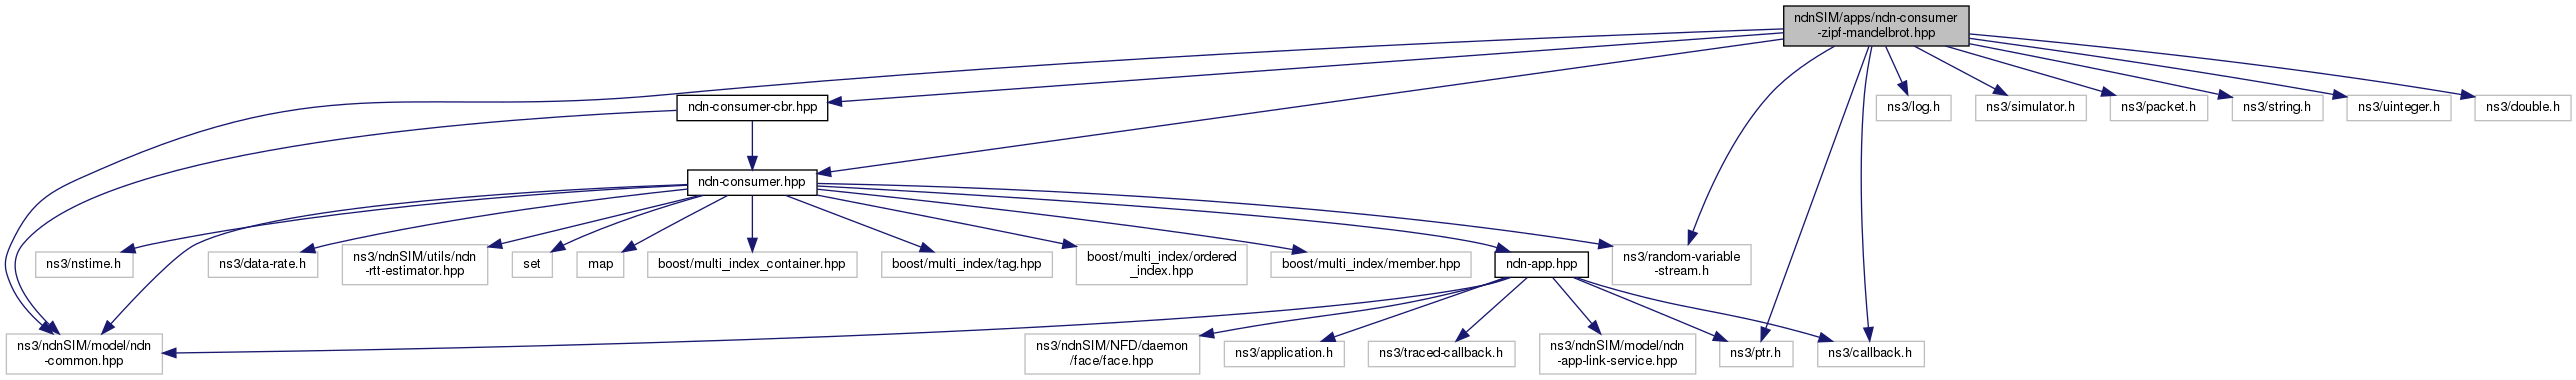 ndnSIM/apps/ndn-consumer
-zipf-mandelbrot.hpp
ndn-consumer-cbr.hpp
ns3/log.h
ns3/simulator.h
ns3/packet.h
ns3/string.h
ns3/uinteger.h
ns3/double.h
ndn-consumer.hpp
ns3/nstime.h
ns3/data-rate.h
ns3/ndnSIM/utils/ndn
-rtt-estimator.hpp
set
map
boost/multi_index_container.hpp
boost/multi_index/tag.hpp
boost/multi_index/ordered
_index.hpp
boost/multi_index/member.hpp
ndn-app.hpp
ns3/random-variable
-stream.h
ns3/ndnSIM/model/ndn
-common.hpp
ns3/ndnSIM/NFD/daemon
/face/face.hpp
ns3/application.h
ns3/traced-callback.h
ns3/ndnSIM/model/ndn
-app-link-service.hpp
ns3/ptr.h
ns3/callback.h